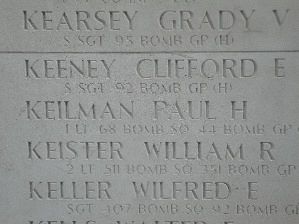 KEARSEY GRADY V
S SGT 93 BOMB GP (H)
KEENEY CLIFFORD E
S SGT 92 BOMB GP (H)
KEILMAN PAUL H
1 LT 68 BOMB SQ 44 BOMB GP
KEISTER WILLIAM R
2 LT 511 BOMB SQ 351 BOMB GP
KELLER WILFRED E
SGT 407 BOMB SQ 92 BOMB GP